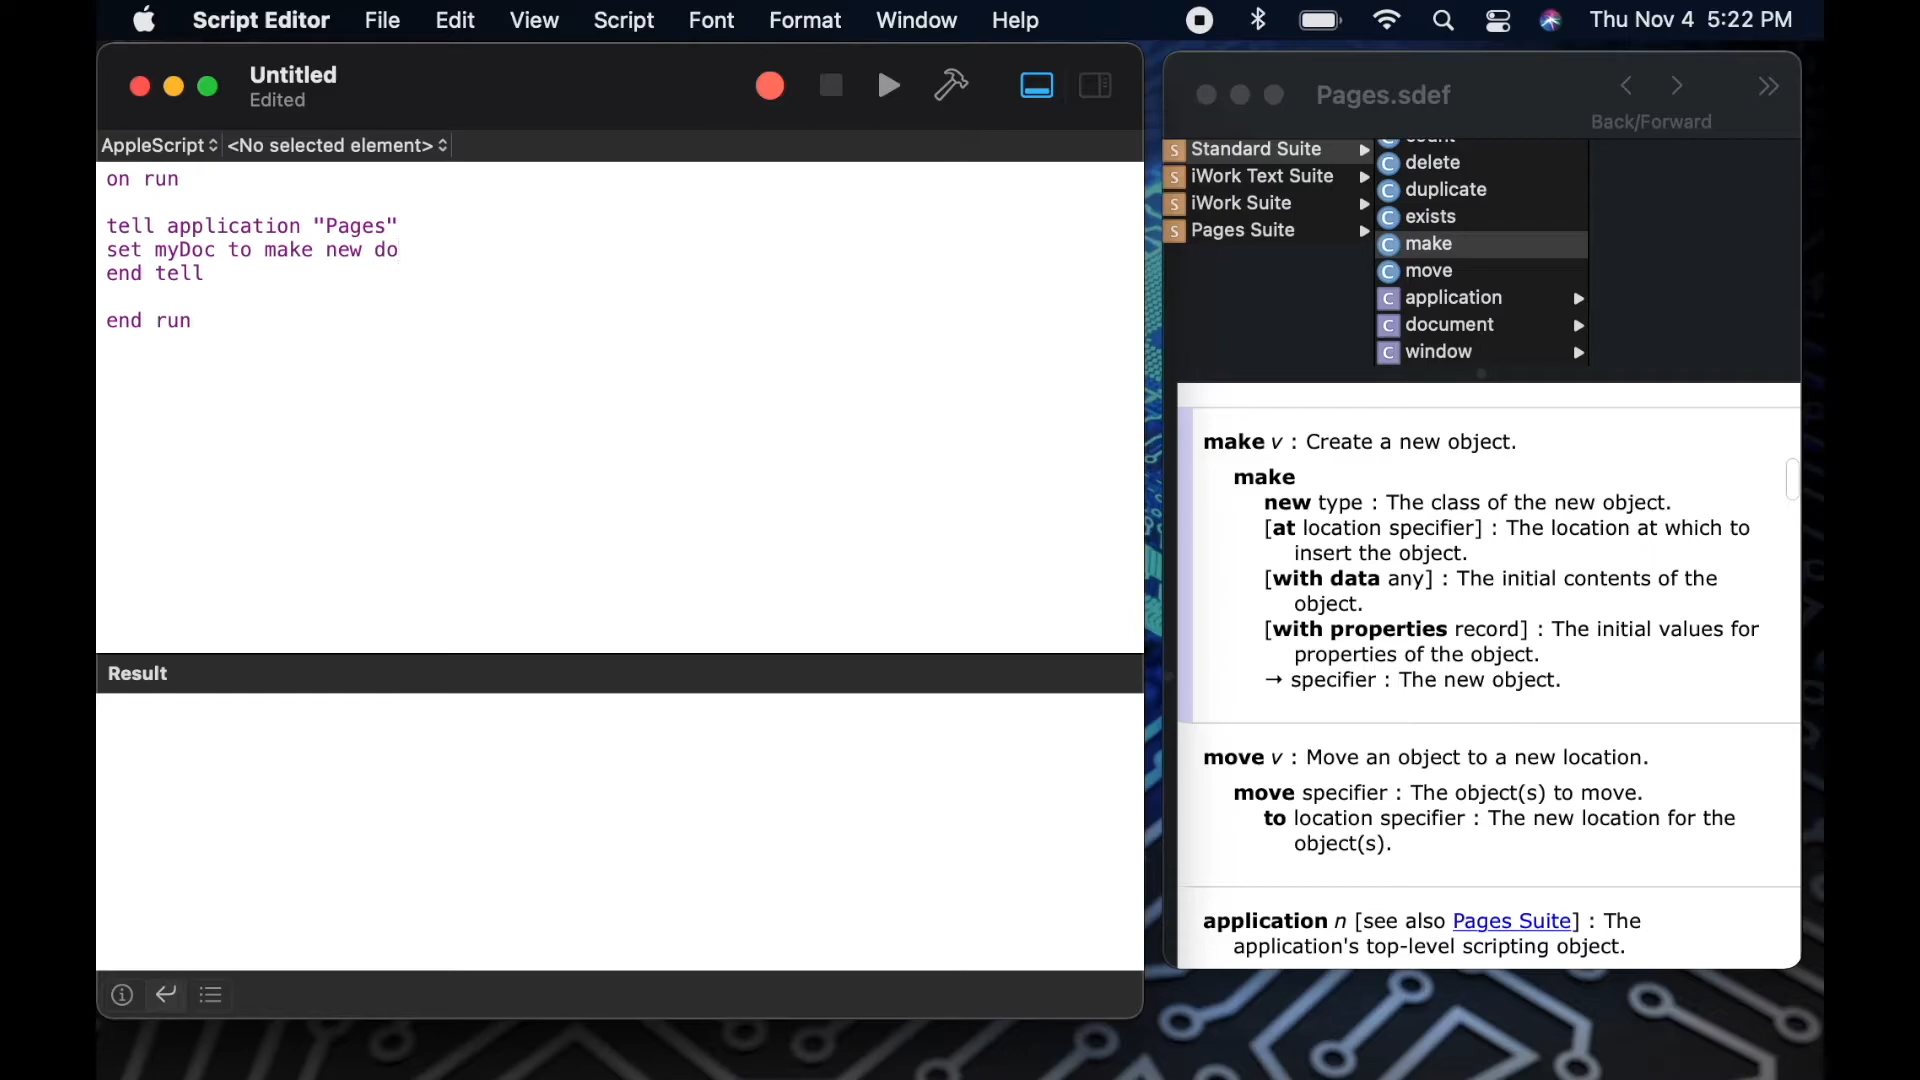 Script Editor File Edit View Script Font Format Window Help Thu Nov 4 5:22 PM
Untitled
Edited
AppleScript <No selected element>
on run
tell application "Pages"
set myDoc to make new do
end tell
end run
Result
Pages.sdef
Back/Forward
S Standard Suite
S iWork Text Suite
S iWork Suite
S Pages Suite
C count
C delete
C duplicate
C exists
C make
C move
C application
C document
C window
make v : Create a new object.
make
new type : The class of the new object.
[at location specifier] : The location at which to
insert the object.
[with data any] : The initial contents of the
object.
[with properties record] : The initial values for
properties of the object.
→ specifier : The new object.
move v : Move an object to a new location.
move specifier : The object(s) to move.
to location specifier : The new location for the
object(s).
application n [see also Pages Suite] : The
application's top-level scripting object.